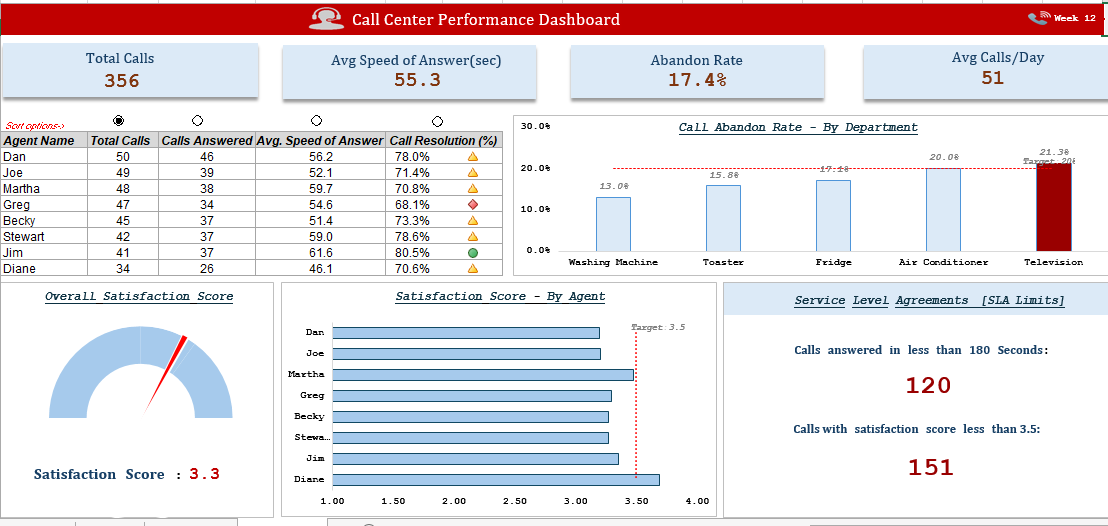 Call Center Performance Dashboard
Week 12
Total Calls
356
Avg Speed of Answer(sec)
55.3
Abandon Rate
17.4%
Avg Calls/Day
51
Sort options->
Agent Name Total Calls Calls Answered Avg. Speed of Answer Call Resolution (%)
Dan 50 46 56.2 78.0%
Joe 49 39 52.1 71.4%
Martha 48 38 59.7 70.8%
Greg 47 34 54.6 68.1%
Becky 45 37 51.4 73.3%
Stewart 42 37 59.0 78.6%
Jim 41 37 61.6 80.5%
Diane 34 26 46.1 70.6%
Call Abandon Rate - By Department
30.0%
20.0%
10.0%
0.0%
13.0%
15.8%
17.1%
20.0%
21.3%
Target 20%
Washing Machine Toaster Fridge Air Conditioner Television
Overall Satisfaction Score
Satisfaction Score : 3.3
Satisfaction Score - By Agent
Target 3.5
Dan
Joe
Martha
Greg
Becky
Stewa…
Jim
Diane
1.00 1.50 2.00 2.50 3.00 3.50 4.00
Service Level Agreements [SLA Limits]
Calls answered in less than 180 Seconds:
120
Calls with satisfaction score less than 3.5:
151